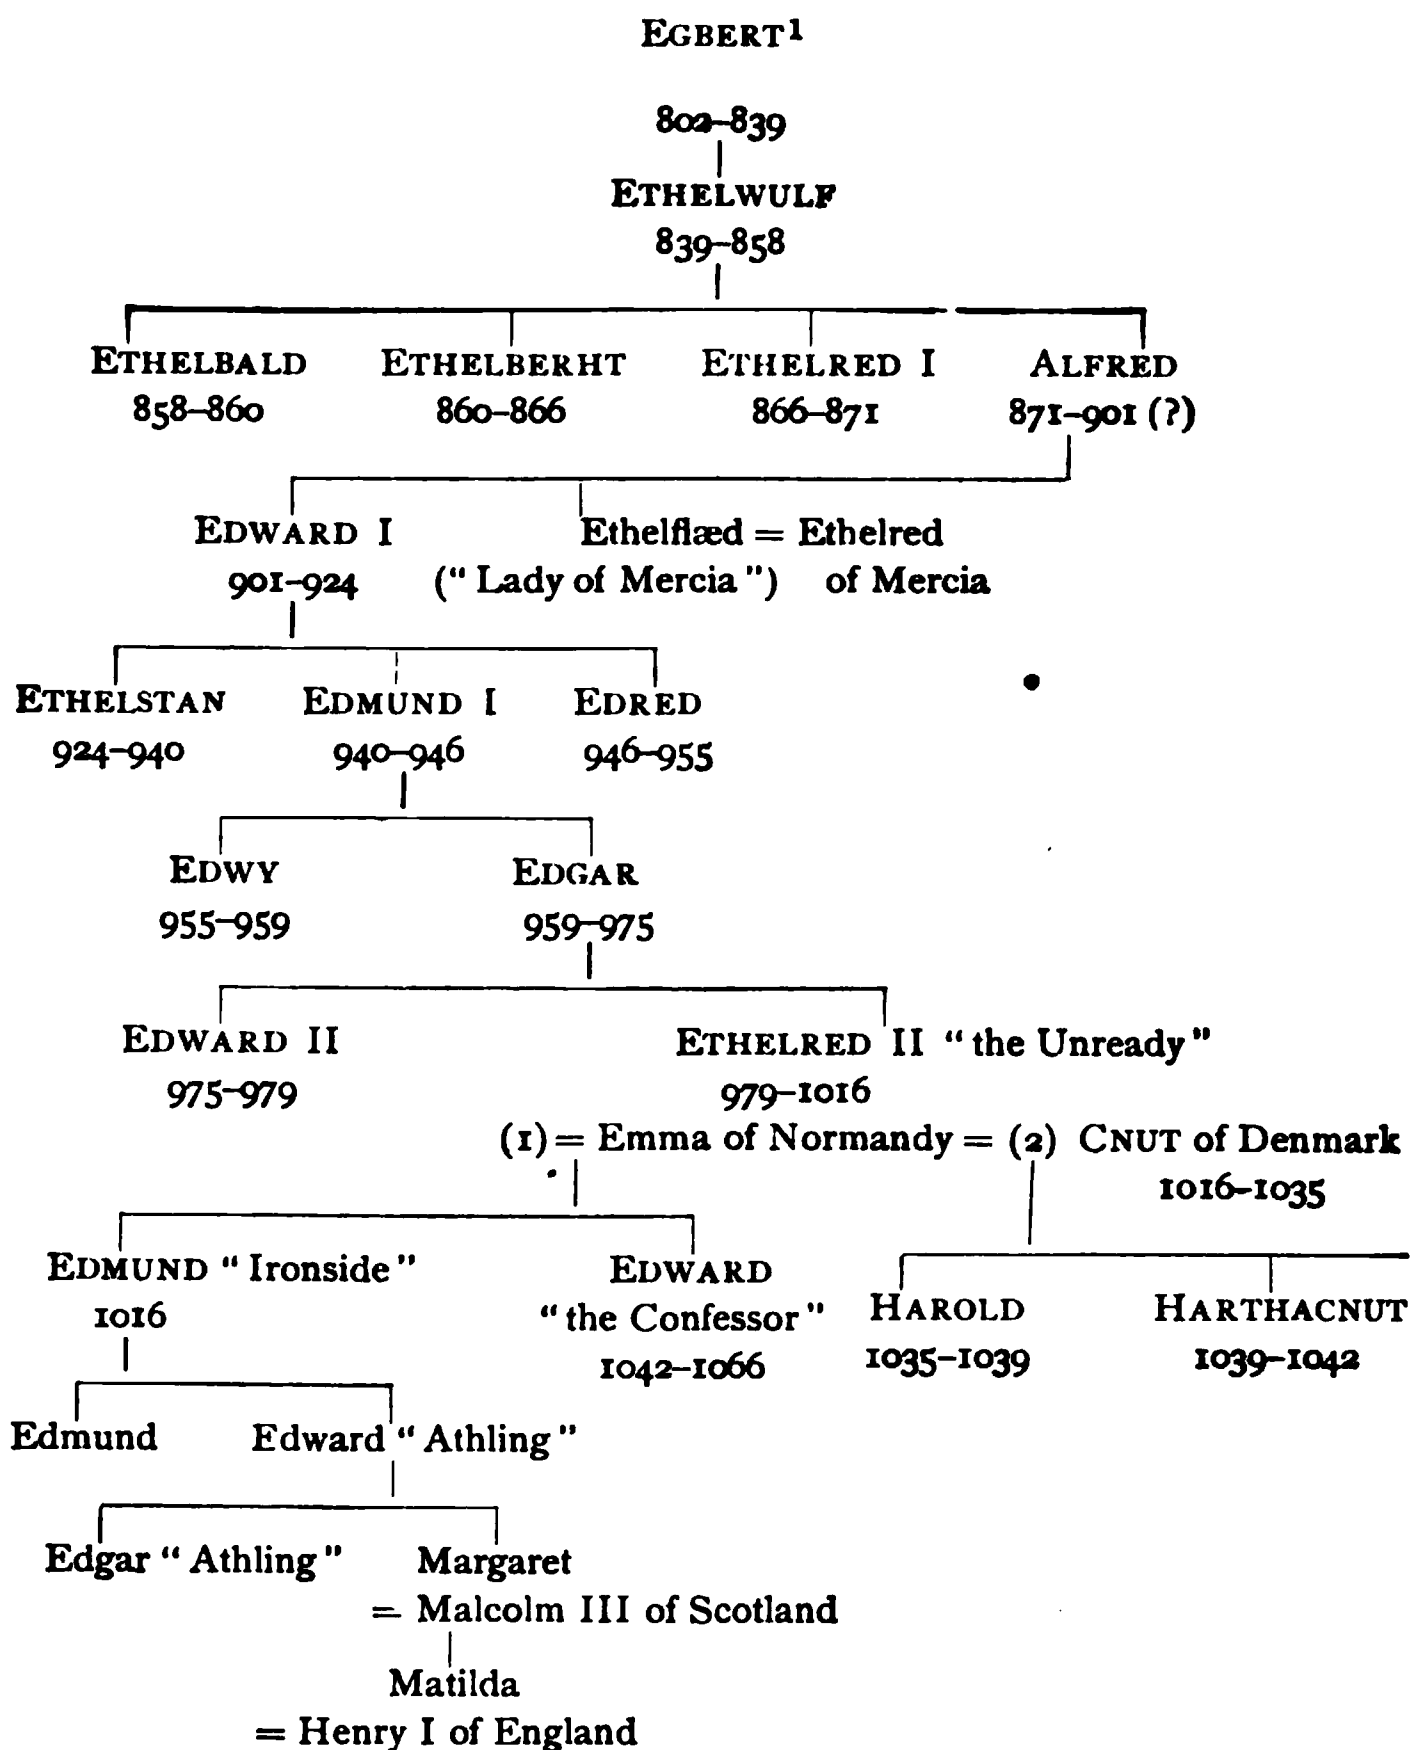 EGBERT¹
802–839
ETHELWULF
839–858
ETHELBALD ETHELBERHT ETHELRED I ALFRED
858–860 860–866 866–871 871–901 (?)
EDWARD I Ethelflæd = Ethelred
901–924 (“Lady of Mercia”) of Mercia
ETHELSTAN EDMUND I EDRED
924–940 940–946 946–955
EDWY EDGAR
955–959 959–975
EDWARD II ETHELRED II “the Unready”
975–979 979–1016
(1) = Emma of Normandy = (2) CNUT of Denmark
1016–1035
EDMUND “Ironside” EDWARD HAROLD HARTHACNUT
1016 “the Confessor” 1035–1039 1039–1042
1042–1066
Edmund Edward “Athling”
Edgar “Athling” Margaret
= Malcolm III of Scotland
Matilda
= Henry I of England